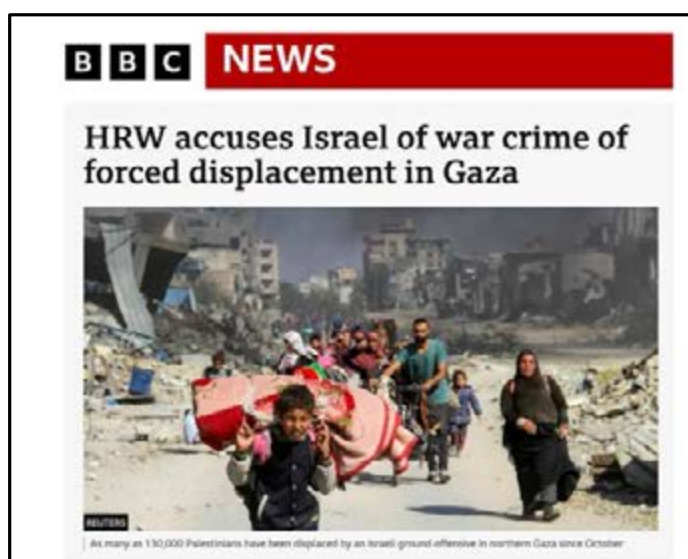 BBC NEWS
HRW accuses Israel of war crime of
forced displacement in Gaza
REUTERS
As many as 130,000 Palestinians have been displaced by an Israeli ground offensive in northern Gaza since October